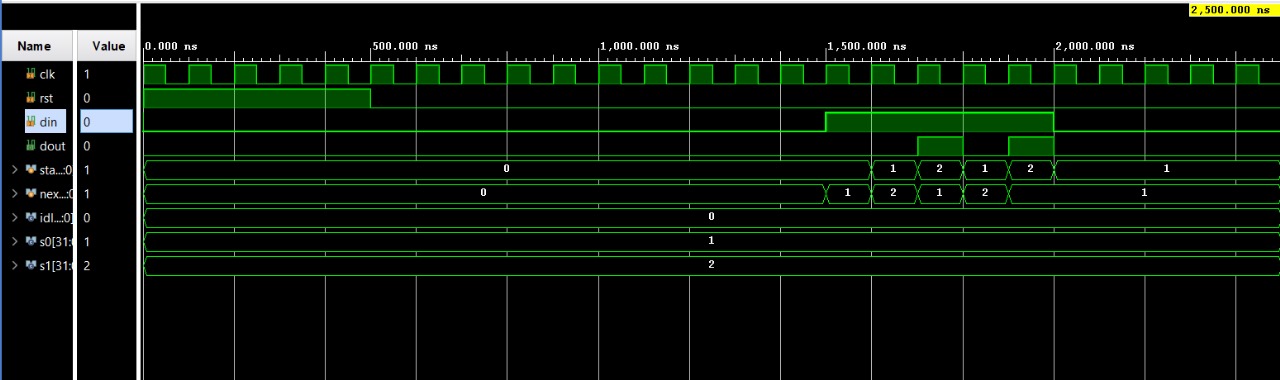 2,500.000 ns
Name Value 0.000 ns 500.000 ns 1,000.000 ns 1,500.000 ns 2,000.000 ns
clk 1
rst 0
din 0
dout 0
sta...:0] 1 0 1 2 1 2 1
nex...:0] 1 0 1 2 1 2 1
idl...:0] 0 0
s0[31:0 1 1
s1[31:0 2 2